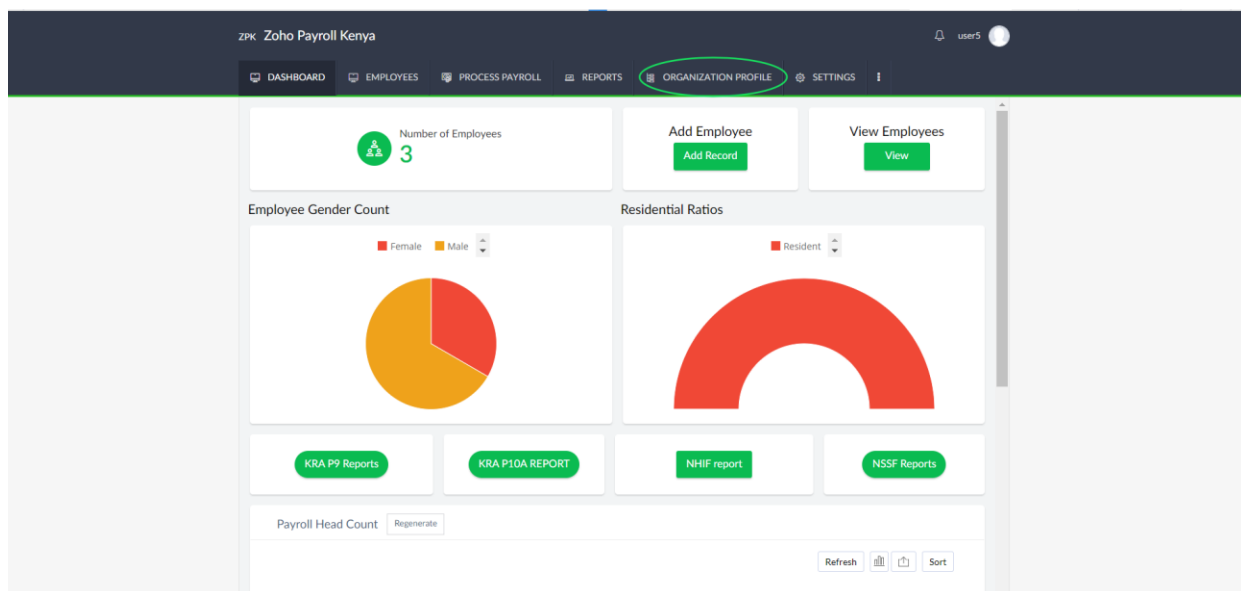 ZPK Zoho Payroll Kenya
user5
DASHBOARD EMPLOYEES PROCESS PAYROLL REPORTS ORGANIZATION PROFILE SETTINGS
Number of Employees
3
Add Employee
Add Record
View Employees
View
Employee Gender Count
Residential Ratios
Female Male
Resident
KRA P9 Reports
KRA P10A REPORT
NHIF report
NSSF Reports
Payroll Head Count Regenerate
Refresh Sort